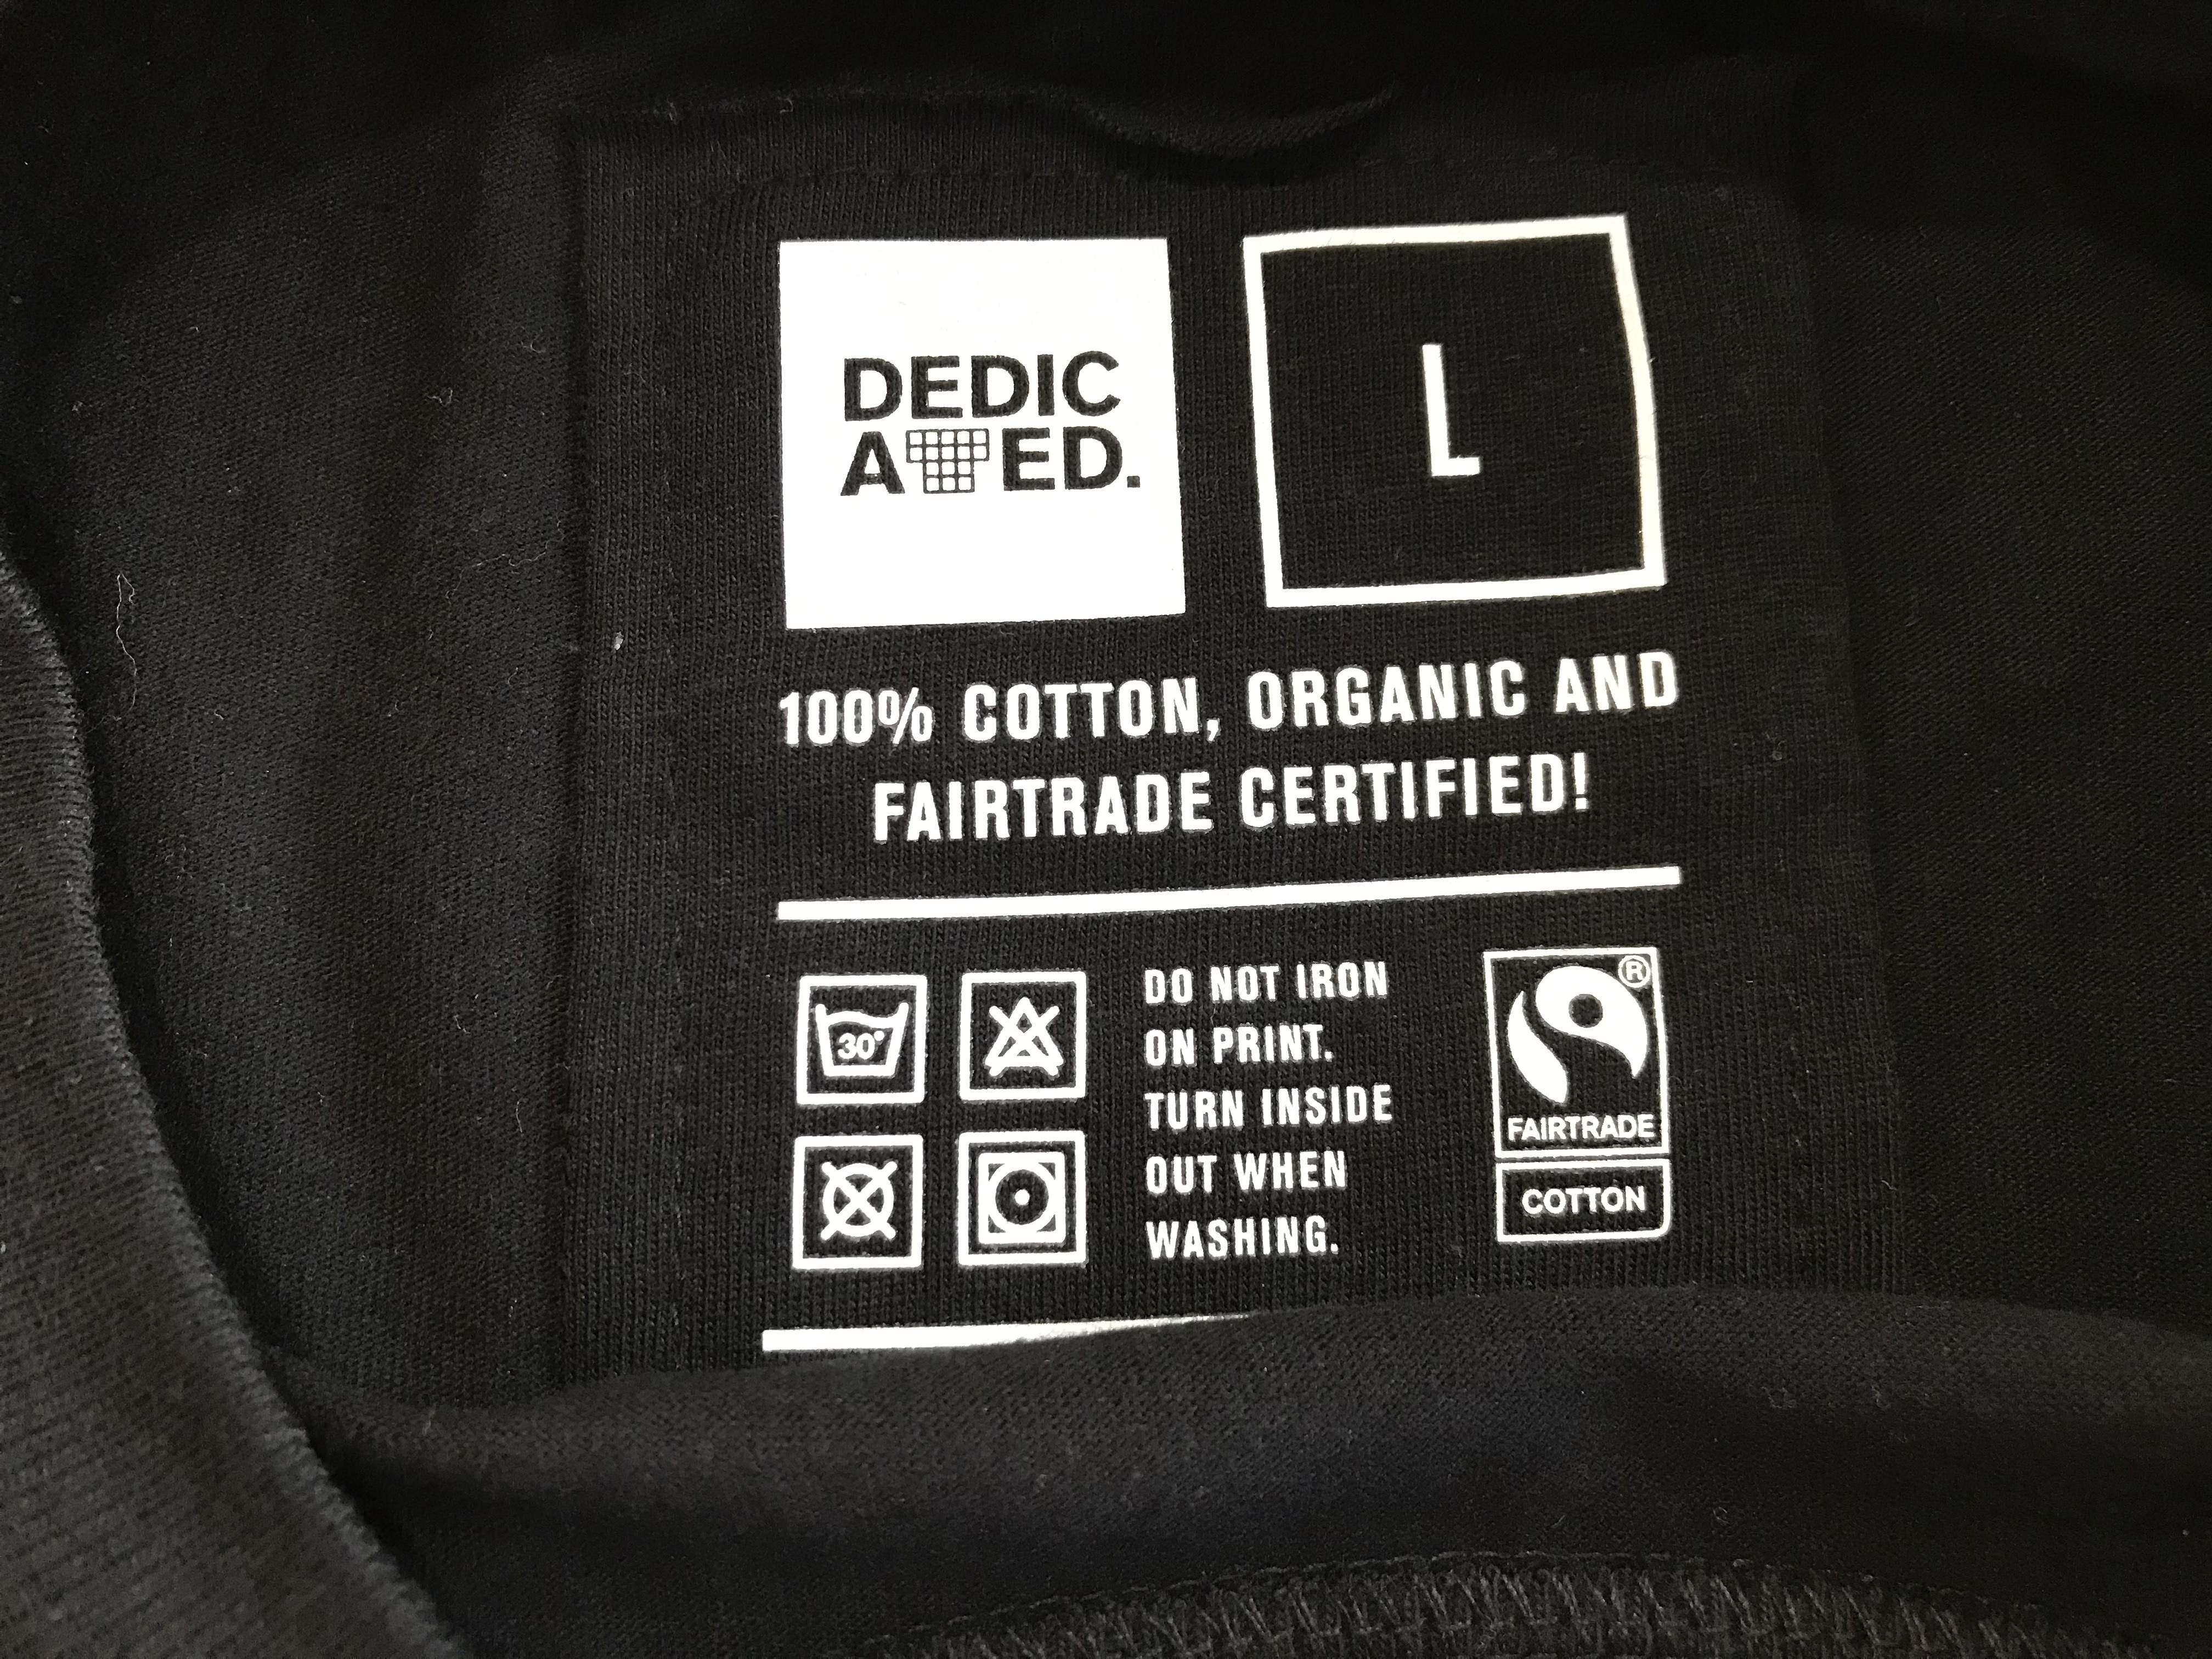 DEDIC
ATED.
L
100% COTTON, ORGANIC AND
FAIRTRADE CERTIFIED!
30°
DO NOT IRON
ON PRINT.
TURN INSIDE
OUT WHEN
WASHING.
®
FAIRTRADE
COTTON